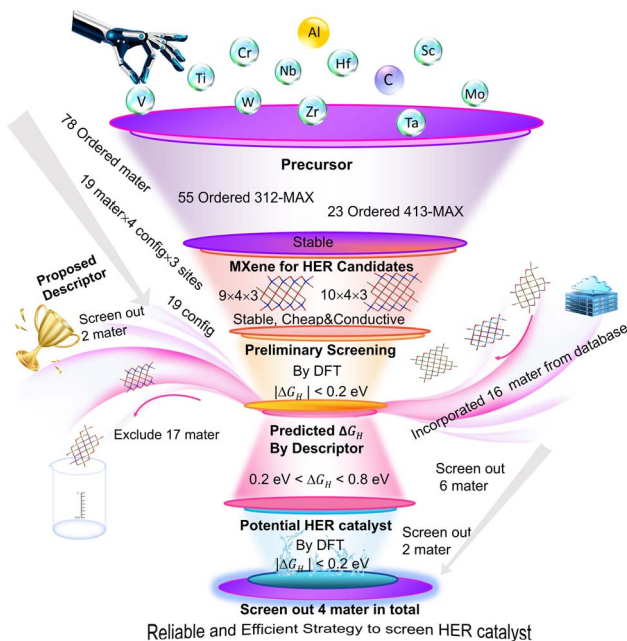 Al
Cr
Sc
Hf
Nb
Ti
C
V
W
Zr
Mo
Ta
78 Ordered mater
Precursor
55 Ordered 312-MAX
23 Ordered 413-MAX
19 mater×4 config×3 sites
Stable
MXene for HER Candidates
9×4×3
10×4×3
Stable, Cheap&Conductive
Proposed
Descriptor
Screen out
2 mater
19 config
Preliminary Screening
By DFT
|ΔG_H| < 0.2 eV
Incorporated 16 mater from database
Exclude 17 mater
Predicted ΔG_H
By Descriptor
0.2 eV < ΔG_H < 0.8 eV
Screen out
6 mater
Potential HER catalyst
By DFT
|ΔG_H| < 0.2 eV
Screen out
2 mater
Screen out 4 mater in total
Reliable and Efficient Strategy to screen HER catalyst